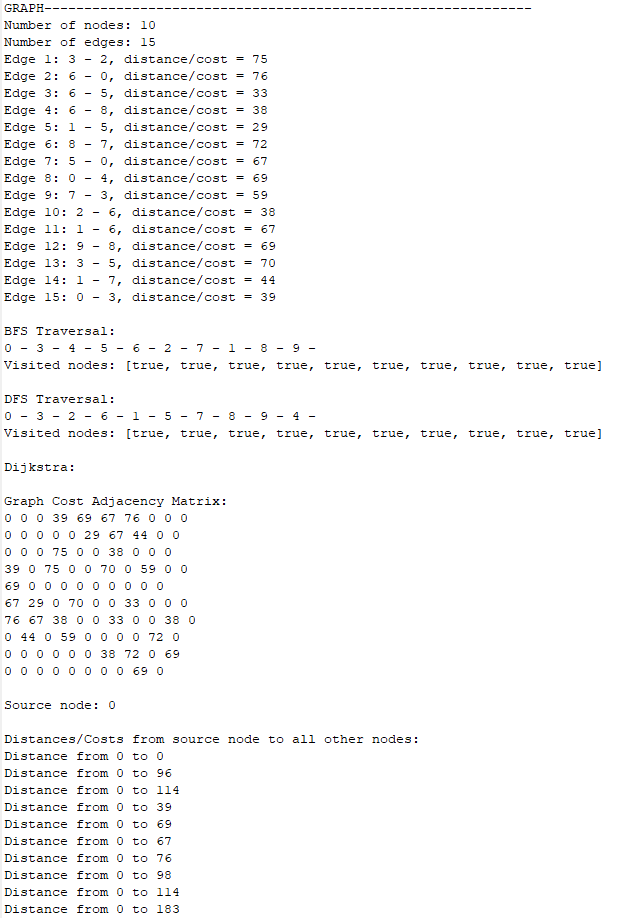 GRAPH-------------------------------------------------------------
Number of nodes: 10
Number of edges: 15
Edge 1: 3 - 2, distance/cost = 75
Edge 2: 6 - 0, distance/cost = 76
Edge 3: 6 - 5, distance/cost = 33
Edge 4: 6 - 8, distance/cost = 38
Edge 5: 1 - 5, distance/cost = 29
Edge 6: 8 - 7, distance/cost = 72
Edge 7: 5 - 0, distance/cost = 67
Edge 8: 0 - 4, distance/cost = 69
Edge 9: 7 - 3, distance/cost = 59
Edge 10: 2 - 6, distance/cost = 38
Edge 11: 1 - 6, distance/cost = 67
Edge 12: 9 - 8, distance/cost = 69
Edge 13: 3 - 5, distance/cost = 70
Edge 14: 1 - 7, distance/cost = 44
Edge 15: 0 - 3, distance/cost = 39
BFS Traversal:
0 - 3 - 4 - 5 - 6 - 2 - 7 - 1 - 8 - 9 -
Visited nodes: [true, true, true, true, true, true, true, true, true, true]
DFS Traversal:
0 - 3 - 2 - 6 - 1 - 5 - 7 - 8 - 9 - 4 -
Visited nodes: [true, true, true, true, true, true, true, true, true, true]
Dijkstra:
Graph Cost Adjacency Matrix:
0 0 0 39 69 67 76 0 0 0
0 0 0 0 0 29 67 44 0 0
0 0 0 75 0 0 38 0 0 0
39 0 75 0 0 70 0 59 0 0
69 0 0 0 0 0 0 0 0 0
67 29 0 70 0 0 33 0 0 0
76 67 38 0 0 33 0 0 38 0
0 44 0 59 0 0 0 0 72 0
0 0 0 0 0 0 38 72 0 69
0 0 0 0 0 0 0 0 69 0
Source node: 0
Distances/Costs from source node to all other nodes:
Distance from 0 to 0
Distance from 0 to 96
Distance from 0 to 114
Distance from 0 to 39
Distance from 0 to 69
Distance from 0 to 67
Distance from 0 to 76
Distance from 0 to 98
Distance from 0 to 114
Distance from 0 to 183